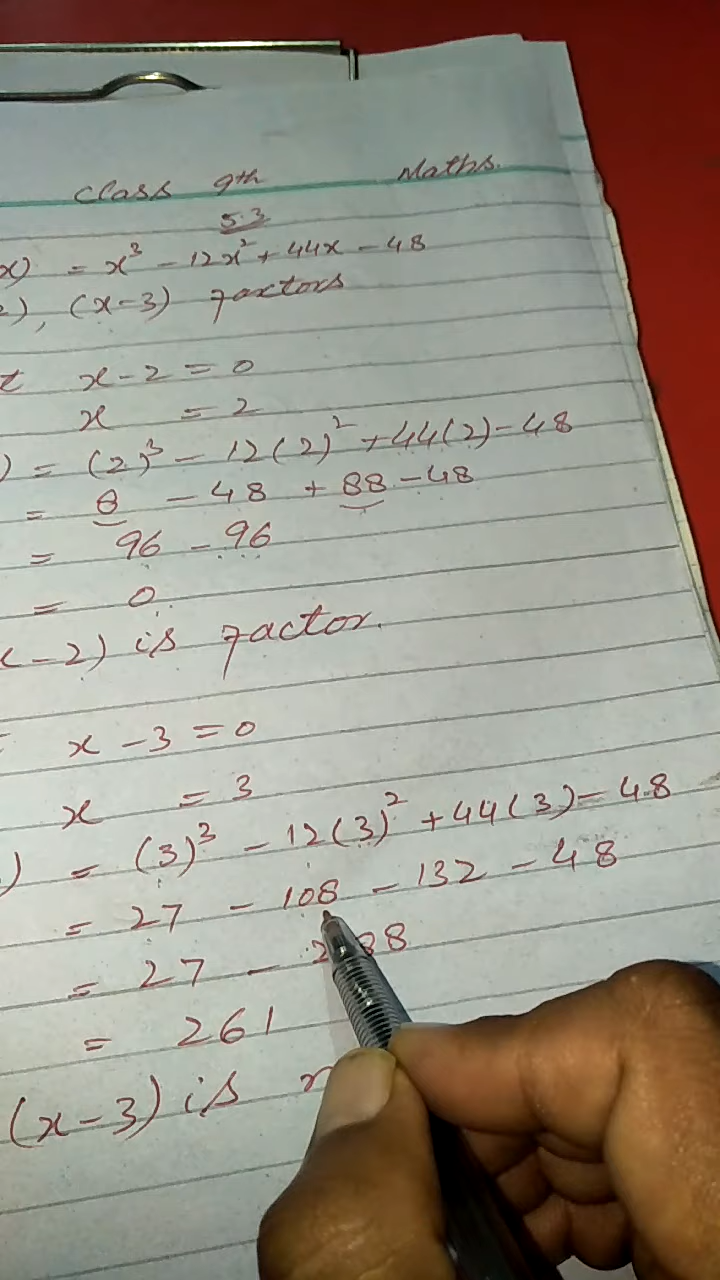 Class 9th Maths.
5.3
x) = x³ - 12x² + 44x - 48
), (x-3) factors
t x - 2 = 0
x = 2
) = (2)³ - 12(2)² + 44(2) - 48
= 8 - 48 + 88 - 48
= 96 - 96
= 0
x-2) is factor.
x - 3 = 0
x = 3
) = (3)³ - 12(3)² + 44(3) - 48
= 27 - 108 - 132 - 48
= 27 - 288
= 261
(x-3) is